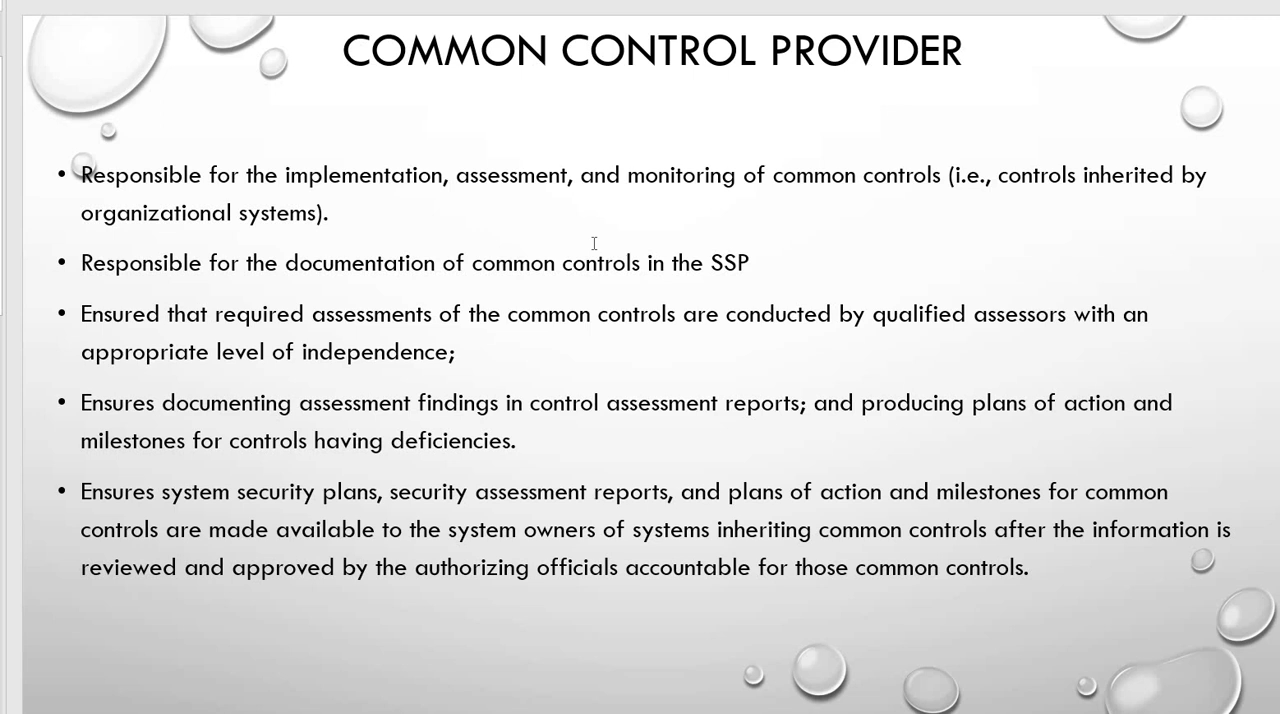 COMMON CONTROL PROVIDER
• Responsible for the implementation, assessment, and monitoring of common controls (i.e., controls inherited by
organizational systems).
• Responsible for the documentation of common controls in the SSP
• Ensured that required assessments of the common controls are conducted by qualified assessors with an
appropriate level of independence;
• Ensures documenting assessment findings in control assessment reports; and producing plans of action and
milestones for controls having deficiencies.
• Ensures system security plans, security assessment reports, and plans of action and milestones for common
controls are made available to the system owners of systems inheriting common controls after the information is
reviewed and approved by the authorizing officials accountable for those common controls.